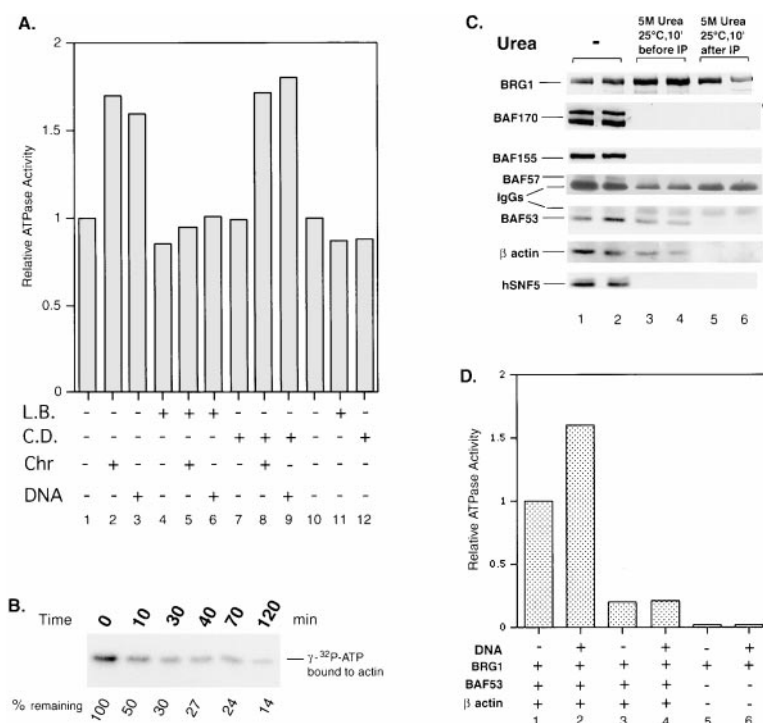 A.
2
1.5
1
0.5
0
Relative ATPase Activity
L.B. - - - + + + - - - - + -
C.D. - - - - - - + + + - - +
Chr - + - - + - - + - - - -
DNA - - + - - + - - + - - -
1 2 3 4 5 6 7 8 9 10 11 12
B.
Time 0 10 30 40 70 120 min
γ-³²P-ATP
bound to actin
% remaining 100 50 30 27 24 14
C.
Urea
-
5M Urea
25°C,10'
before IP
5M Urea
25°C,10'
after IP
BRG1
BAF170
BAF155
BAF57
IgGs
BAF53
β actin
hSNF5
1 2 3 4 5 6
D.
2
1.5
1
0.5
0
Relative ATPase Activity
DNA - + - + - +
BRG1 + + + + + +
BAF53 + + + + - -
β actin + + + + - -
1 2 3 4 5 6